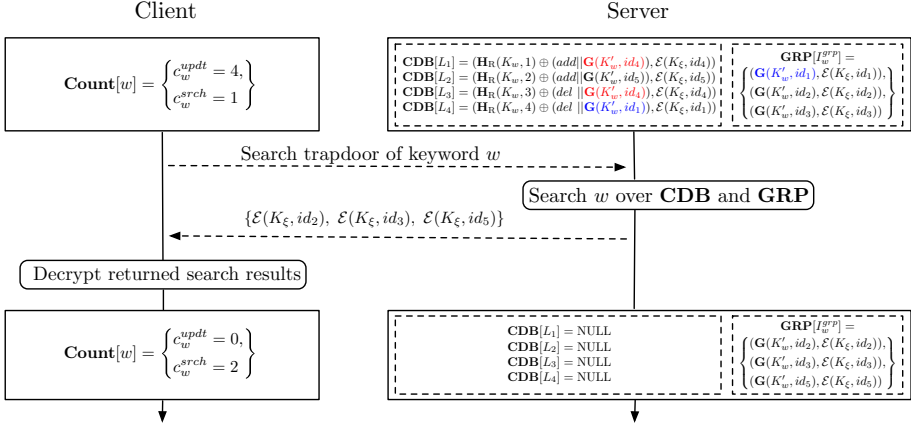 Client
Server
Count[w] = {c_w^{updt} = 4,
c_w^{srch} = 1}
CDB[L₁] = (H_R(K_w, 1) ⊕ (add||G(K'_w, id₄)), ℰ(K_ξ, id₄))
CDB[L₂] = (H_R(K_w, 2) ⊕ (add||G(K'_w, id₅)), ℰ(K_ξ, id₅))
CDB[L₃] = (H_R(K_w, 3) ⊕ (del ||G(K'_w, id₄)), ℰ(K_ξ, id₄))
CDB[L₄] = (H_R(K_w, 4) ⊕ (del ||G(K'_w, id₁)), ℰ(K_ξ, id₁))
GRP[I_w^{grp}] =
{(G(K'_w, id₁), ℰ(K_ξ, id₁)),
(G(K'_w, id₂), ℰ(K_ξ, id₂)),
(G(K'_w, id₃), ℰ(K_ξ, id₃))}
Search trapdoor of keyword w
Search w over CDB and GRP
{ℰ(K_ξ, id₂), ℰ(K_ξ, id₃), ℰ(K_ξ, id₅)}
Decrypt returned search results
Count[w] = {c_w^{updt} = 0,
c_w^{srch} = 2}
CDB[L₁] = NULL
CDB[L₂] = NULL
CDB[L₃] = NULL
CDB[L₄] = NULL
GRP[I_w^{grp}] =
{(G(K'_w, id₂), ℰ(K_ξ, id₂)),
(G(K'_w, id₃), ℰ(K_ξ, id₃)),
(G(K'_w, id₅), ℰ(K_ξ, id₅))}